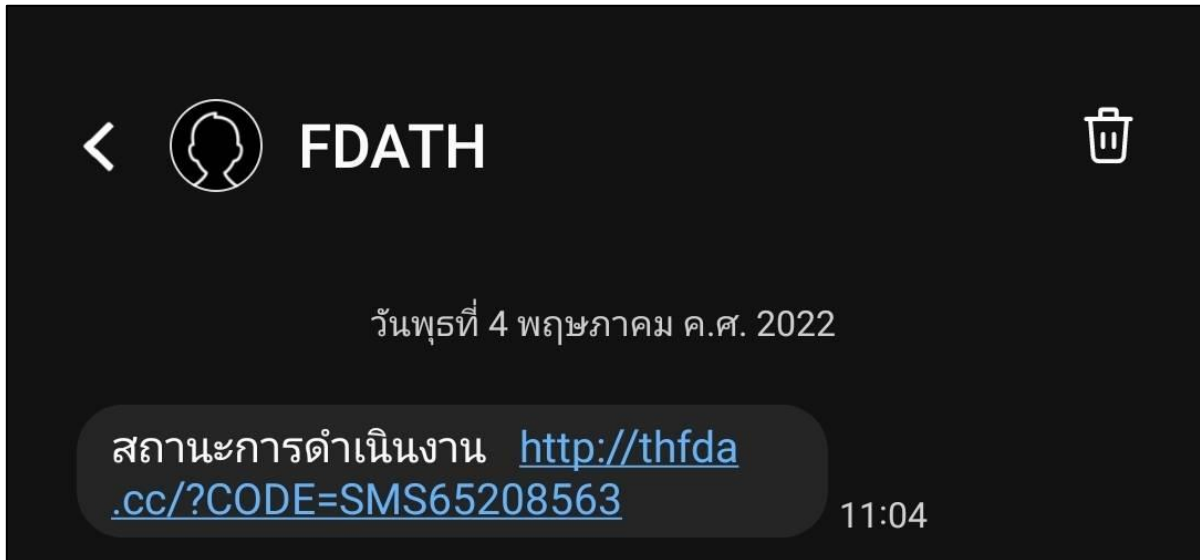 FDATH
วันพุธที่ 4 พฤษภาคม ค.ศ. 2022
สถานะการดำเนินงาน http://thfda
.cc/?CODE=SMS65208563
11:04